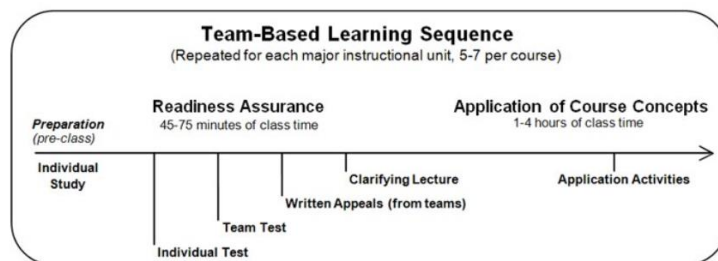 Team-Based Learning Sequence
(Repeated for each major instructional unit, 5-7 per course)
Readiness Assurance
45-75 minutes of class time
Application of Course Concepts
1-4 hours of class time
Preparation
(pre-class)
Individual
Study
Clarifying Lecture
Application Activities
Written Appeals (from teams)
Team Test
Individual Test